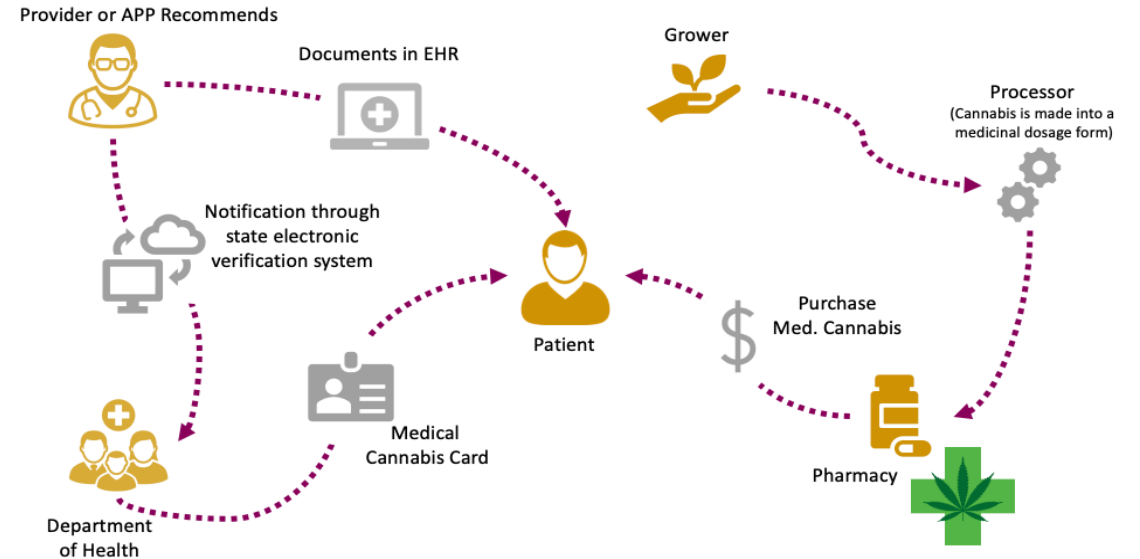 Provider or APP Recommends
Documents in EHR
Grower
Processor
(Cannabis is made into a
medicinal dosage form)
Notification through
state electronic
verification system
Patient
Purchase
Med. Cannabis
Medical
Cannabis Card
Pharmacy
Department
of Health